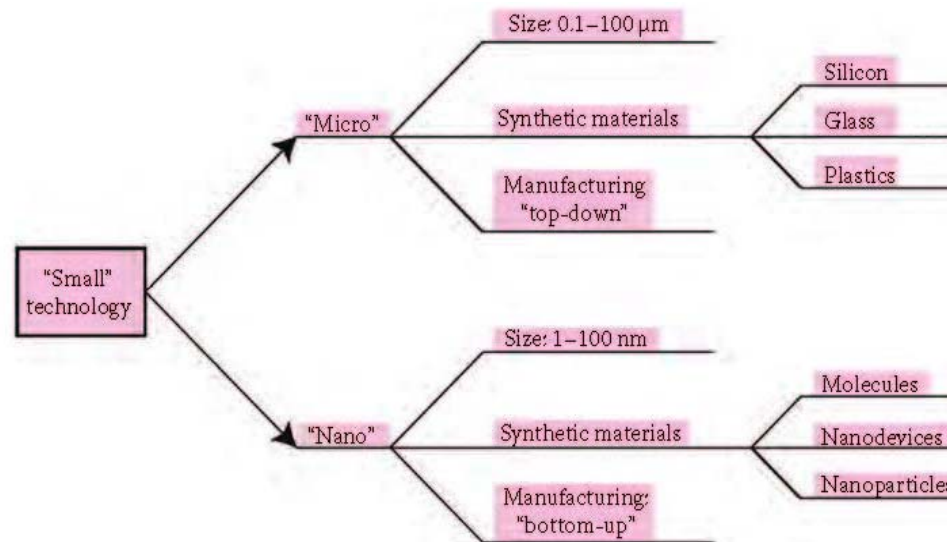 Size: 0.1–100 µm
Silicon
“Micro”
Synthetic materials
Glass
Plastics
Manufacturing
“top-down”
“Small”
technology
Size: 1–100 nm
Molecules
“Nano”
Synthetic materials
Nanodevices
Nanoparticles
Manufacturing:
“bottom-up”